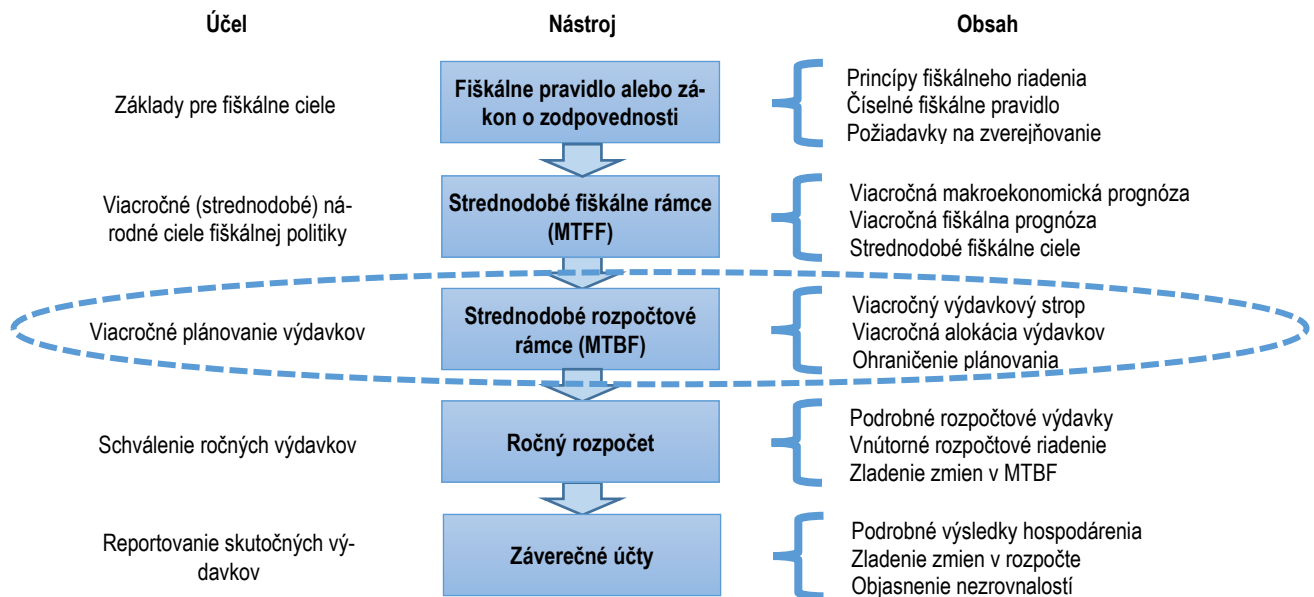 Účel
Nástroj
Obsah
Základy pre fiškálne ciele
Fiškálne pravidlo alebo zá-
kon o zodpovednosti
Princípy fiškálneho riadenia
Číselné fiškálne pravidlo
Požiadavky na zverejňovanie
Viacročné (strednodobé) ná-
rodné ciele fiškálnej politiky
Strednodobé fiškálne rámce
(MTFF)
Viacročná makroekonomická prognóza
Viacročná fiškálna prognóza
Strednodobé fiškálne ciele
Viacročné plánovanie výdavkov
Strednodobé rozpočtové
rámce (MTBF)
Viacročný výdavkový strop
Viacročná alokácia výdavkov
Ohraničenie plánovania
Schválenie ročných výdavkov
Ročný rozpočet
Podrobné rozpočtové výdavky
Vnútorné rozpočtové riadenie
Zladenie zmien v MTBF
Reportovanie skutočných vý-
davkov
Záverečné účty
Podrobné výsledky hospodárenia
Zladenie zmien v rozpočte
Objasnenie nezrovnalostí